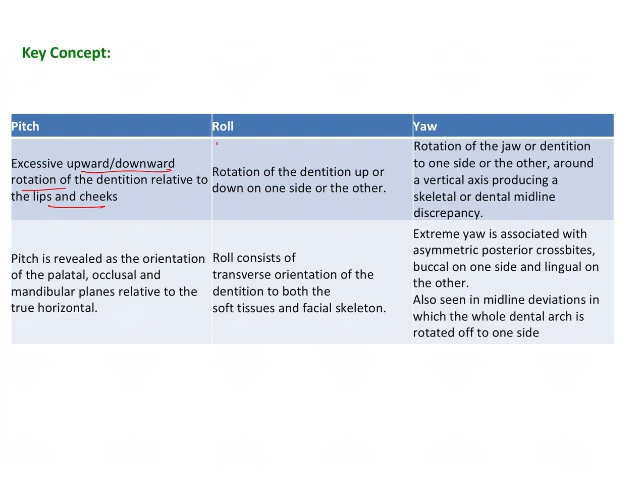 Key Concept:
Pitch
Roll
Yaw
Excessive upward/downward
rotation of the dentition relative to
the lips and cheeks
Rotation of the dentition up or
down on one side or the other.
Rotation of the jaw or dentition
to one side or the other, around
a vertical axis producing a
skeletal or dental midline
discrepancy.
Pitch is revealed as the orientation
of the palatal, occlusal and
mandibular planes relative to the
true horizontal.
Roll consists of
transverse orientation of the
dentition to both the
soft tissues and facial skeleton.
Extreme yaw is associated with
asymmetric posterior crossbites,
buccal on one side and lingual on
the other.
Also seen in midline deviations in
which the whole dental arch is
rotated off to one side